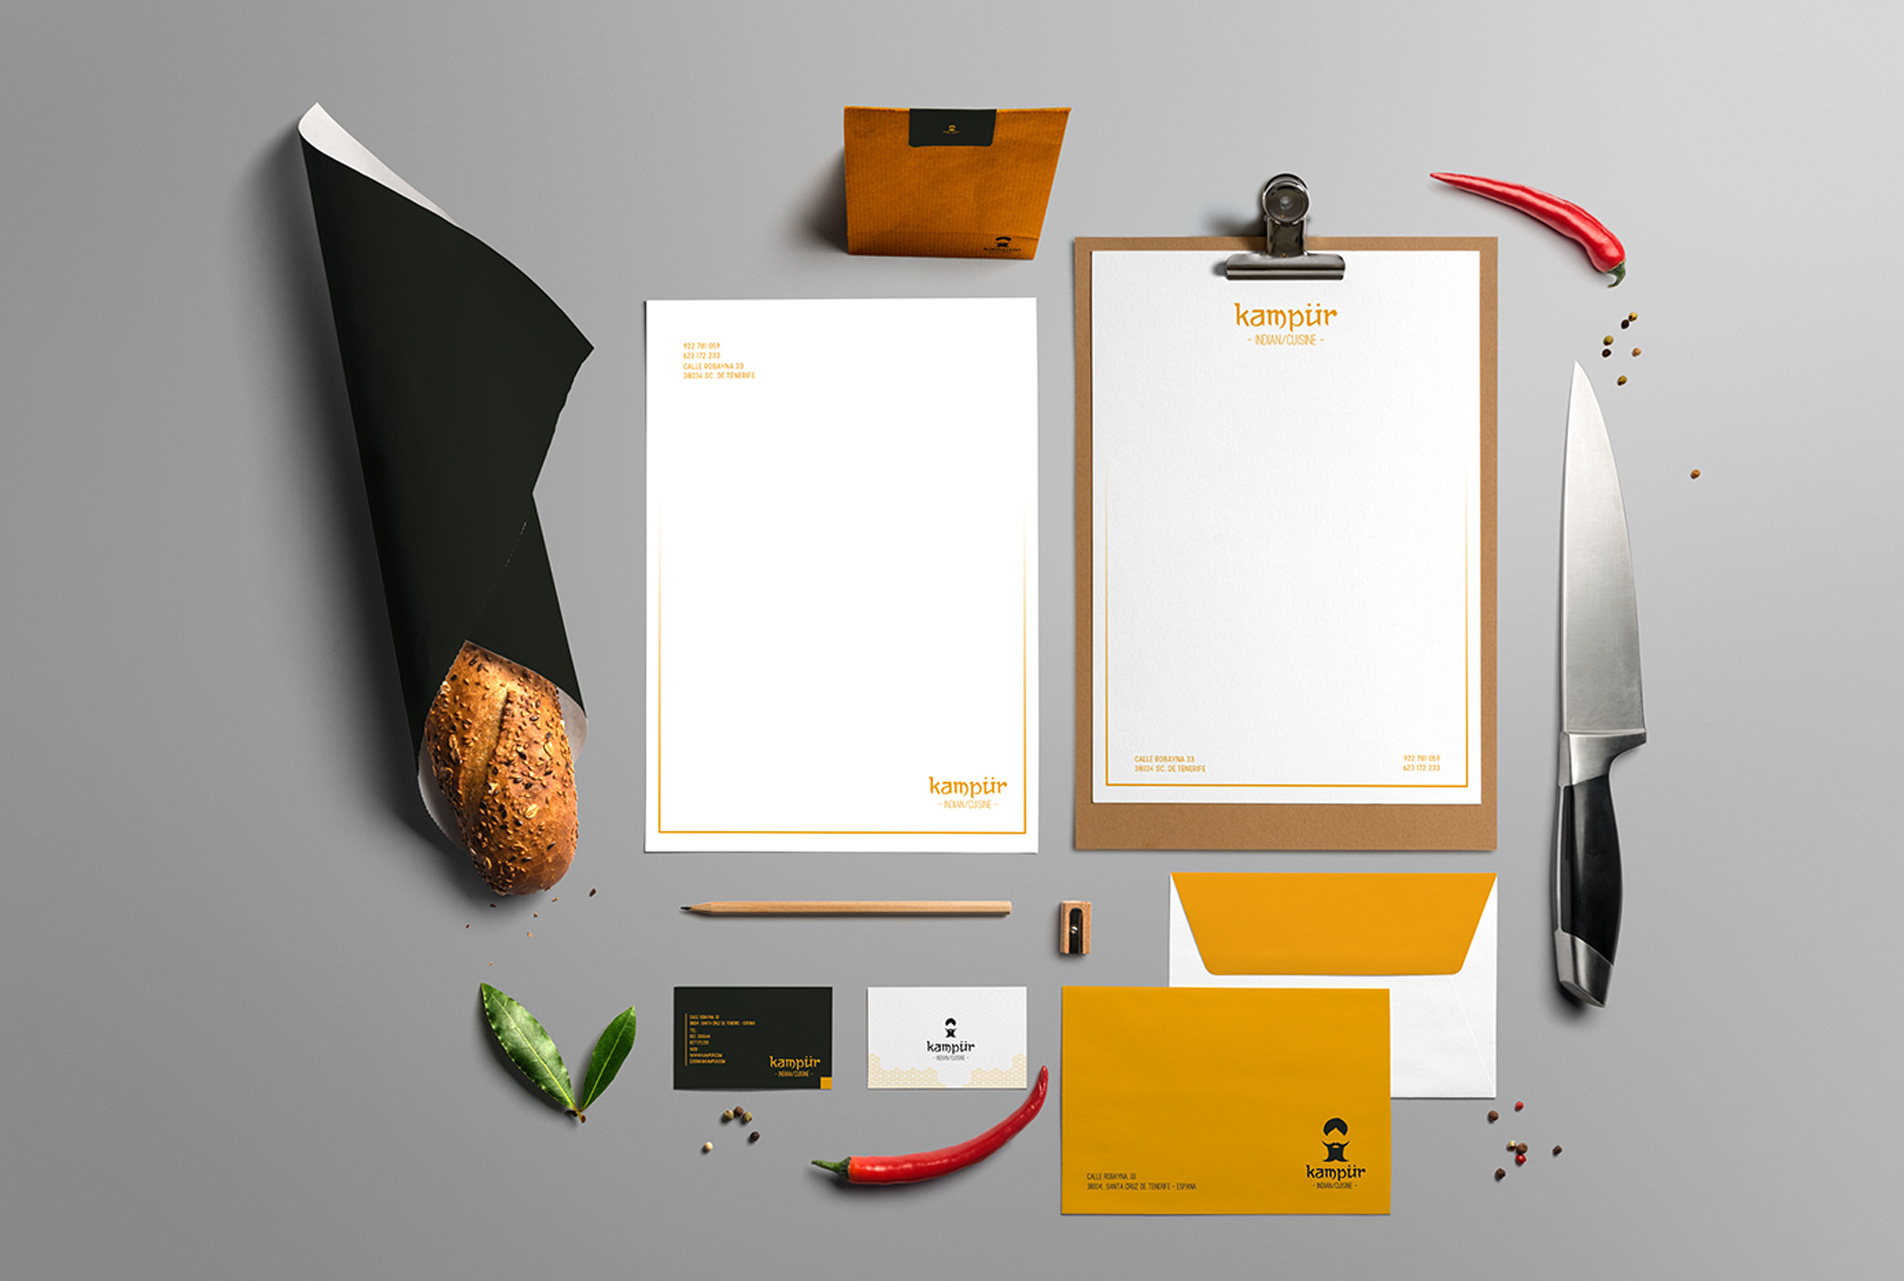 922 781 059
623 172 233
CALLE ROBAYNA 33
38034 SC. DE TENERIFE
kampür
- INDIAN/CUISINE -
kampür
- INDIAN/CUISINE -
CALLE ROBAYNA 33
38034 SC. DE TENERIFE
922 781 059
623 172 233
kampür
- INDIAN/CUISINE -
kampür
- INDIAN/CUISINE -
CALLE ROBAYNA, 33
SANTA CRUZ DE TENERIFE - ESPANA
kampür
- INDIAN/CUISINE -